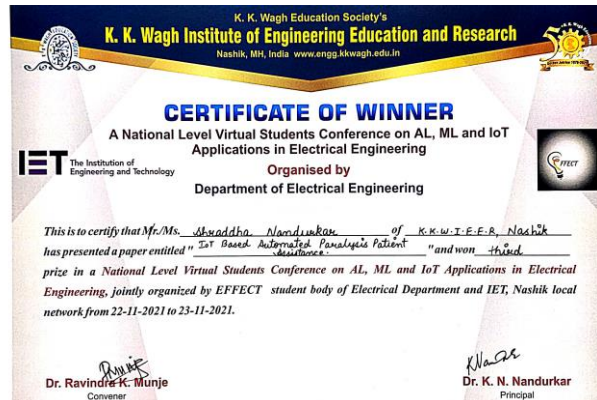 K. K. Wagh Education Society's
K. K. Wagh Institute of Engineering Education and Research
Nashik, MH, India www.engg.kkwagh.edu.in
CERTIFICATE OF WINNER
A National Level Virtual Students Conference on AL, ML and IoT
Applications in Electrical Engineering
IET The Institution of
Engineering and Technology
EFFECT
Organised by
Department of Electrical Engineering
This is to certify that Mr./Ms. Shraddha Nandurkar of K.K.W.I.E.E.R, Nashik
has presented a paper entitled " IoT Based Automated Paralysis Patient
Assistance. " and won third
prize in a National Level Virtual Students Conference on AL, ML and IoT Applications in Electrical
Engineering, jointly organized by EFFECT student body of Electrical Department and IET, Nashik local
network from 22-11-2021 to 23-11-2021.
Dr. Ravindra K. Munje
Convener
Dr. K. N. Nandurkar
Principal